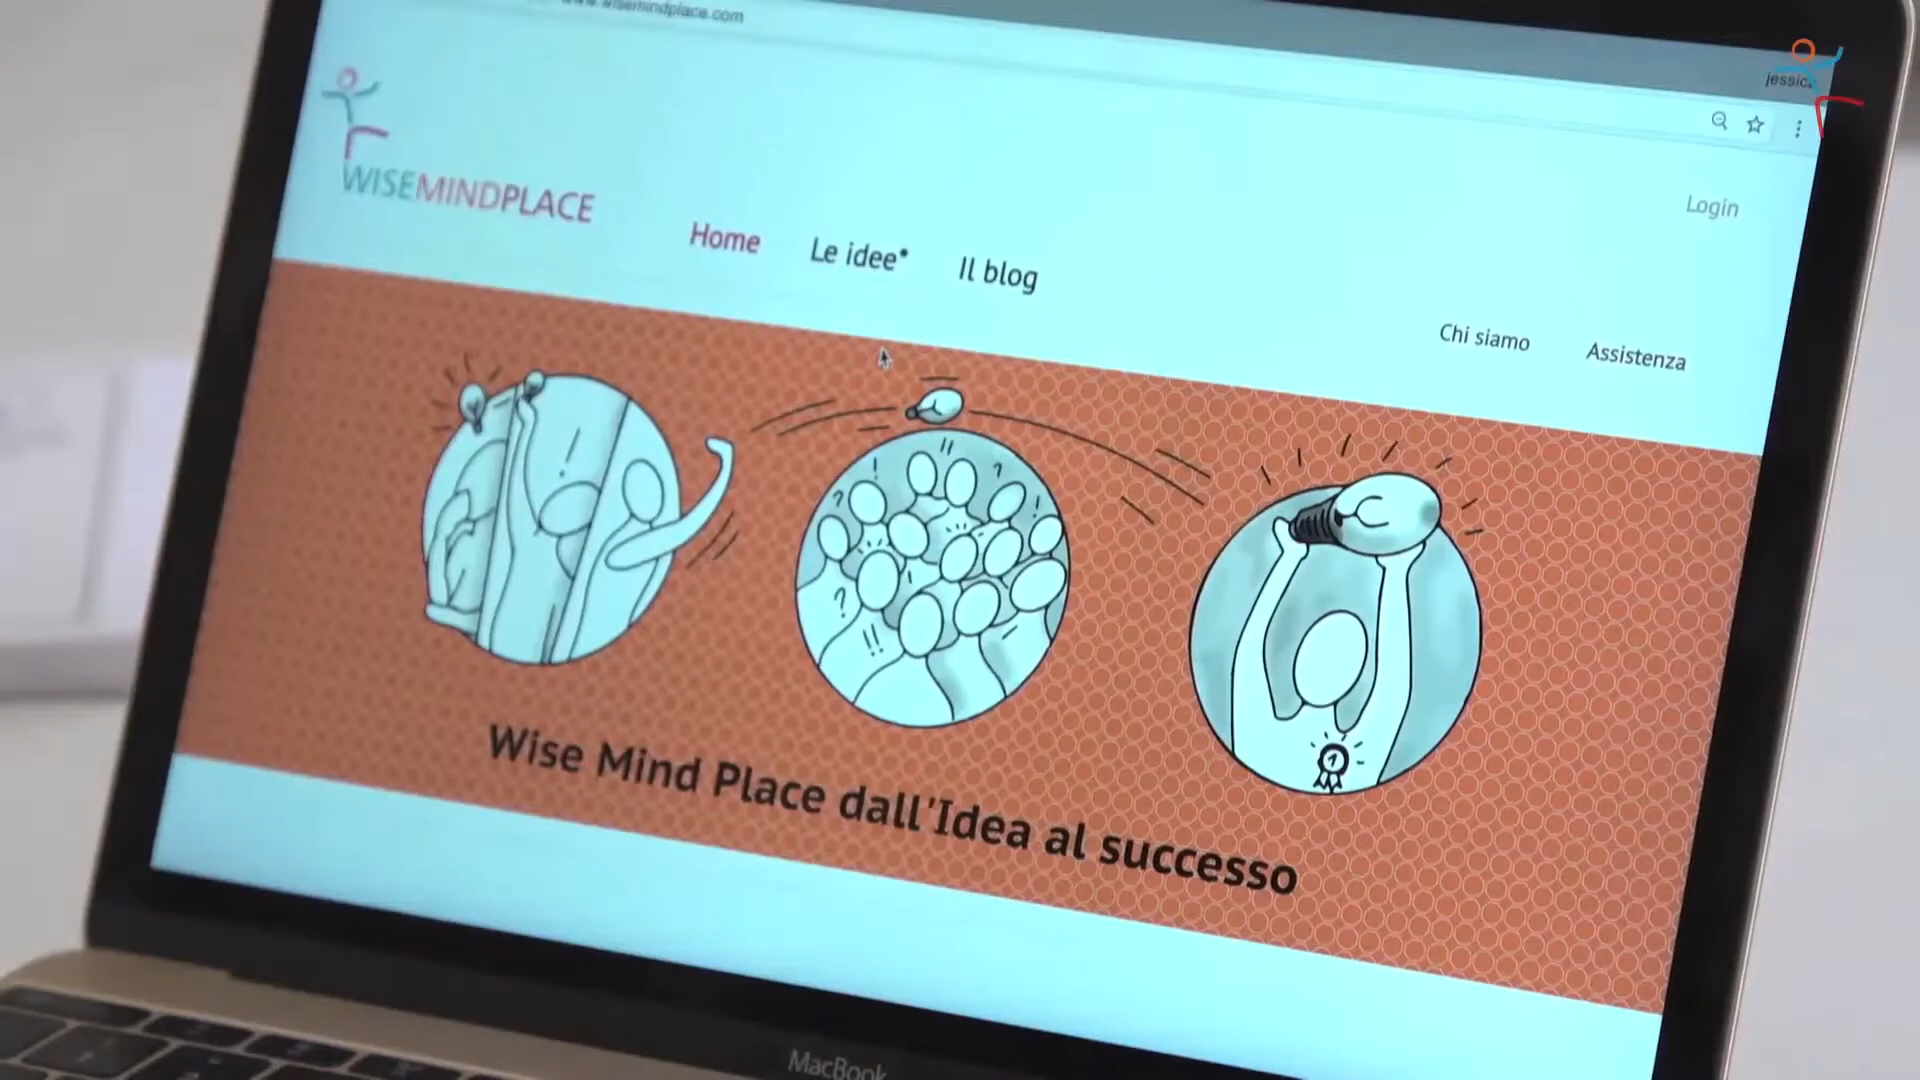 www.wisemindplace.com
jessica
Login
WISEMINDPLACE
Home
Le idee*
Il blog
Chi siamo
Assistenza
Wise Mind Place dall'Idea al successo
MacBook